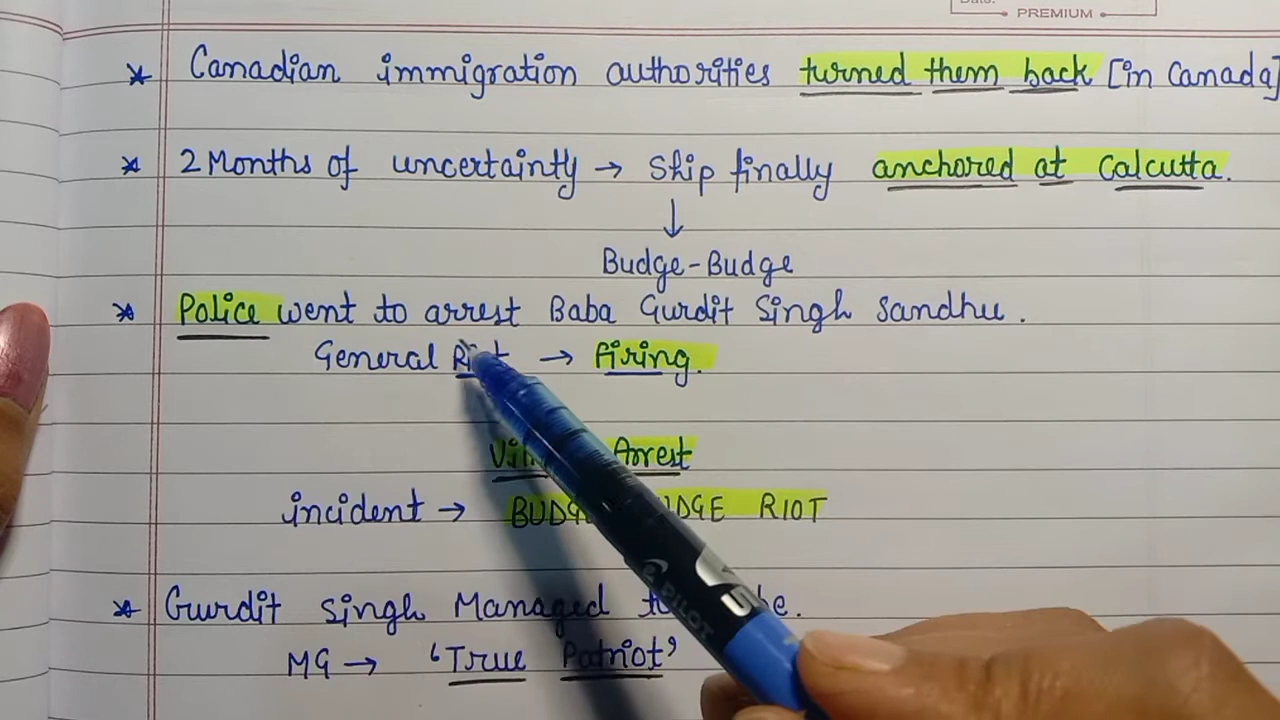 PREMIUM
* Canadian immigration authorities turned them back [in Canada]
* 2 Months of uncertainty → Ship finally anchored at Calcutta.
↓
Budge-Budge
* Police went to arrest Baba Gurdit Singh Sandhu.
General → firing.
Arrest
incident → RIOT
* Gurdit Singh Managed
MG → 'True Patriot'
V5
PILOT